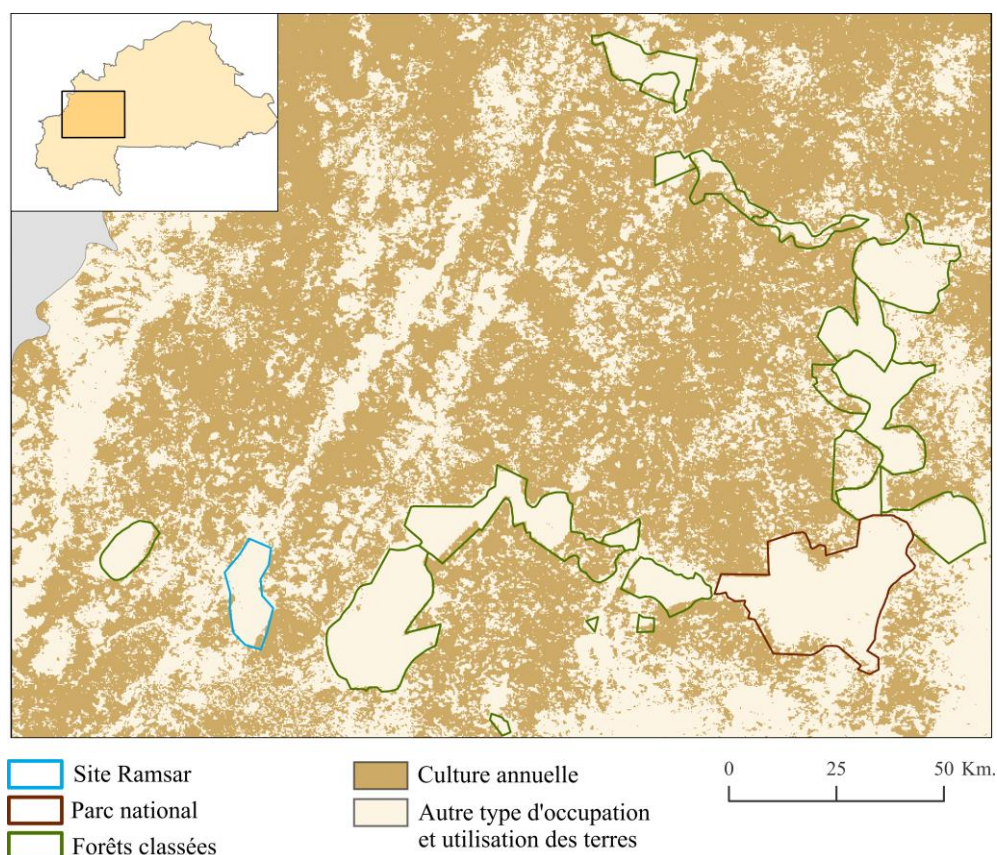 Site Ramsar
Parc national
Forêts classées
Culture annuelle
Autre type d'occupation
et utilisation des terres
0 25 50 Km.